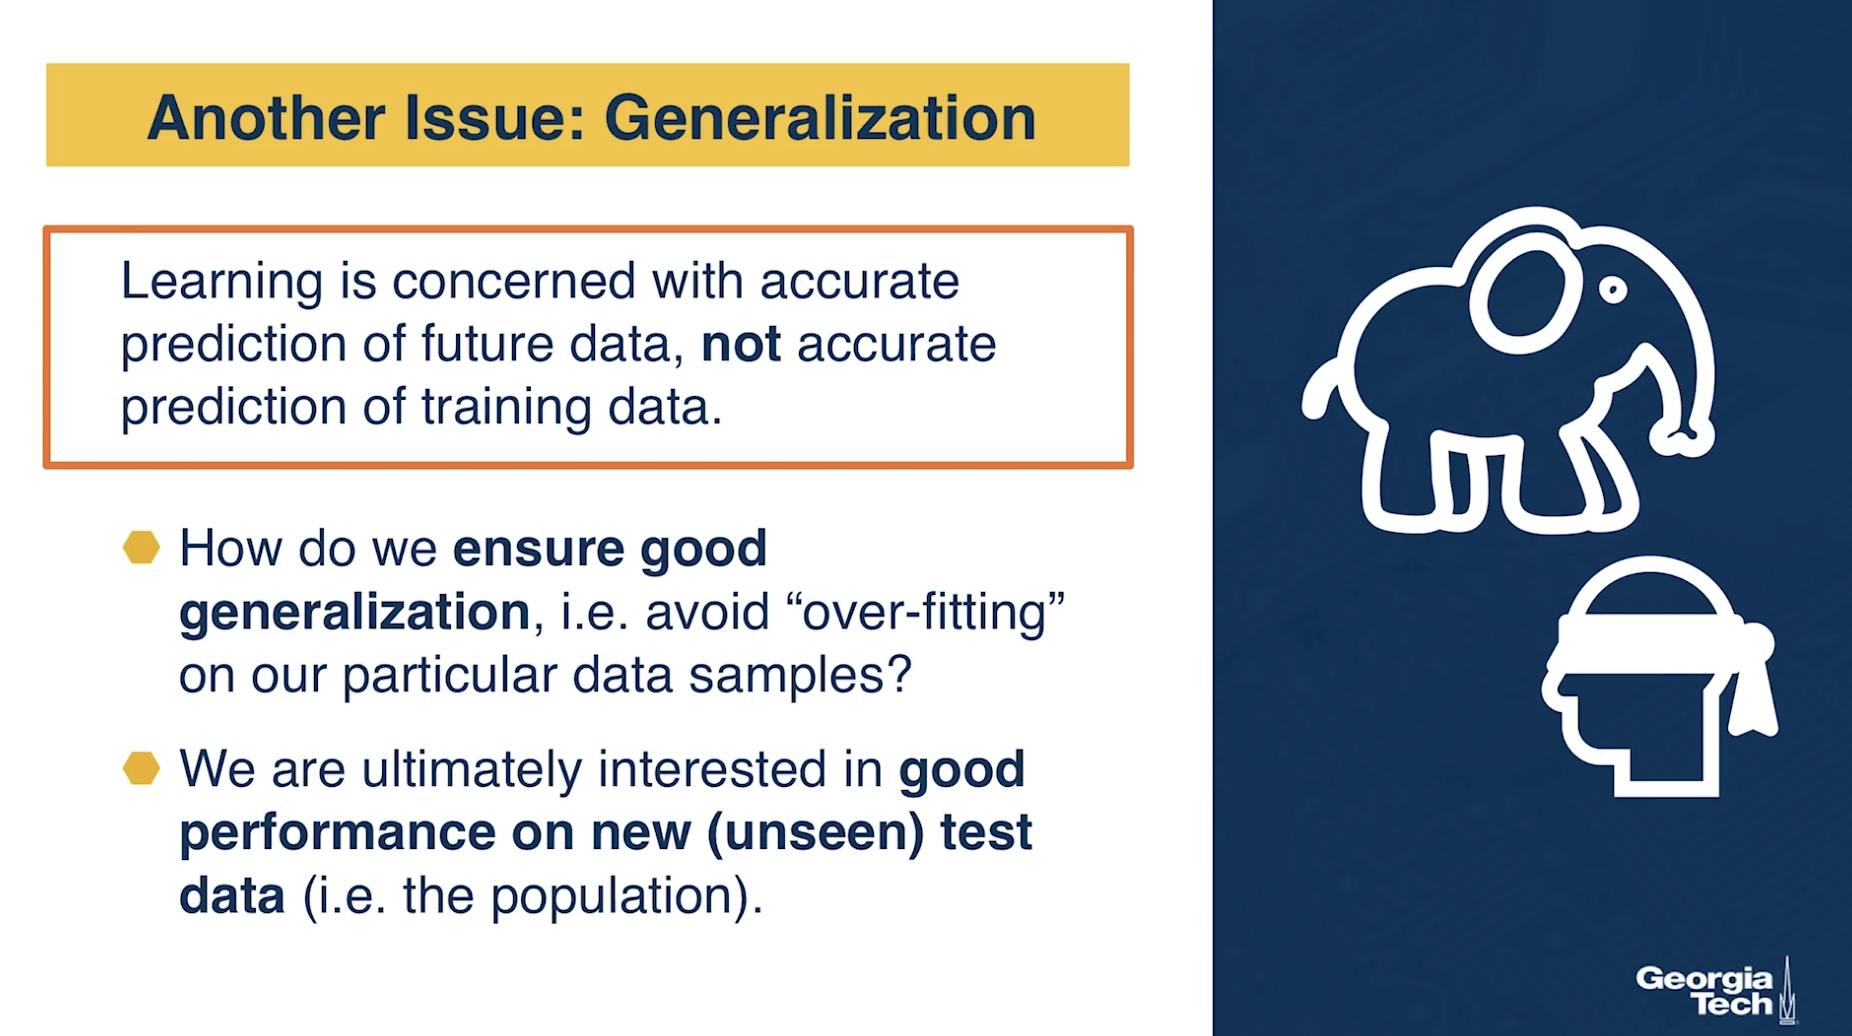 Another Issue: Generalization
Learning is concerned with accurate
prediction of future data, not accurate
prediction of training data.
How do we ensure good
generalization, i.e. avoid “over-fitting”
on our particular data samples?
We are ultimately interested in good
performance on new (unseen) test
data (i.e. the population).
Georgia
Tech